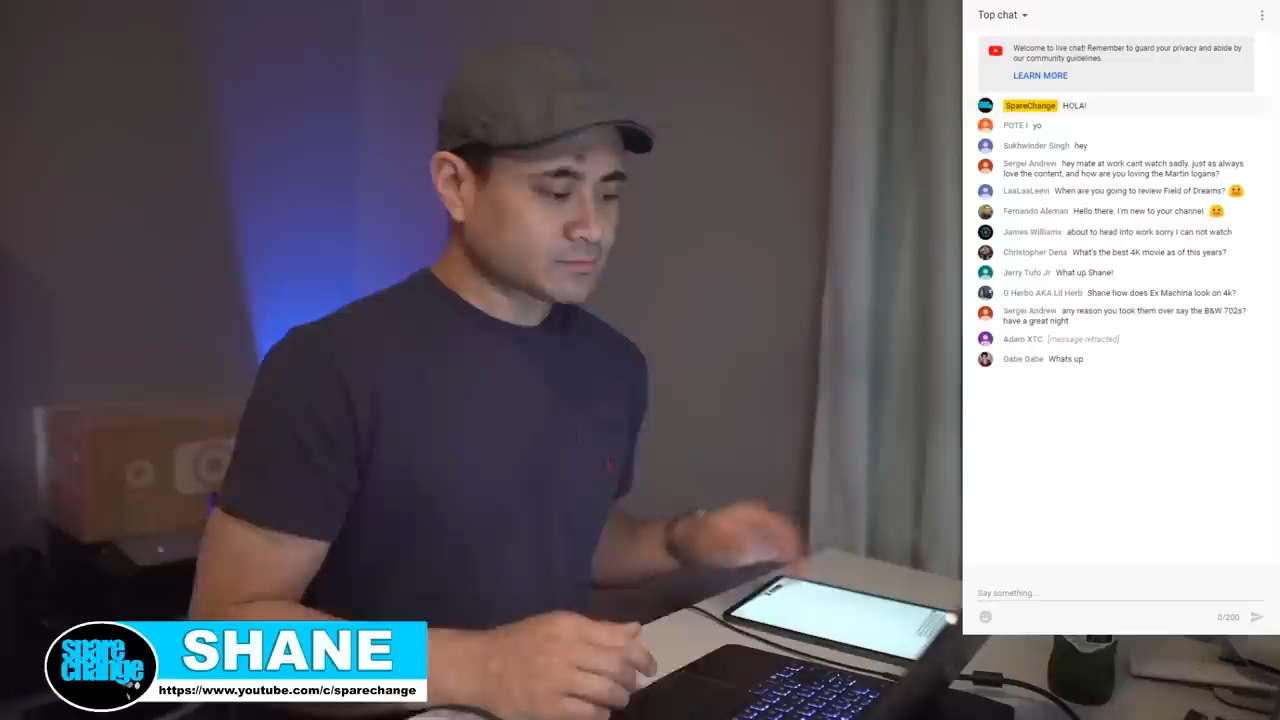 Top chat
Welcome to live chat! Remember to guard your privacy and abide by
our community guidelines.
LEARN MORE
SpareChange HOLA!
POTE I yo
Sukhwinder Singh hey
Sergei Andrew hey mate at work cant watch sadly. just as always
love the content, and how are you loving the Martin logans?
LaaLaaLeevi When are you going to review Field of Dreams?
Fernando Aleman Hello there. I'm new to your channel
James Williams about to head into work sorry I can not watch
Christopher Dena What's the best 4K movie as of this years?
Jerry Tufo Jr What up Shane!
G Herbo AKA Lil Herb Shane how does Ex Machina look on 4k?
Sergei Andrew any reason you took them over say the B&W 702s?
have a great night
Adam XTC [message retracted]
Gabe Gabe Whats up
Say something...
0/200
spare
change
SHANE
https://www.youtube.com/c/sparechange